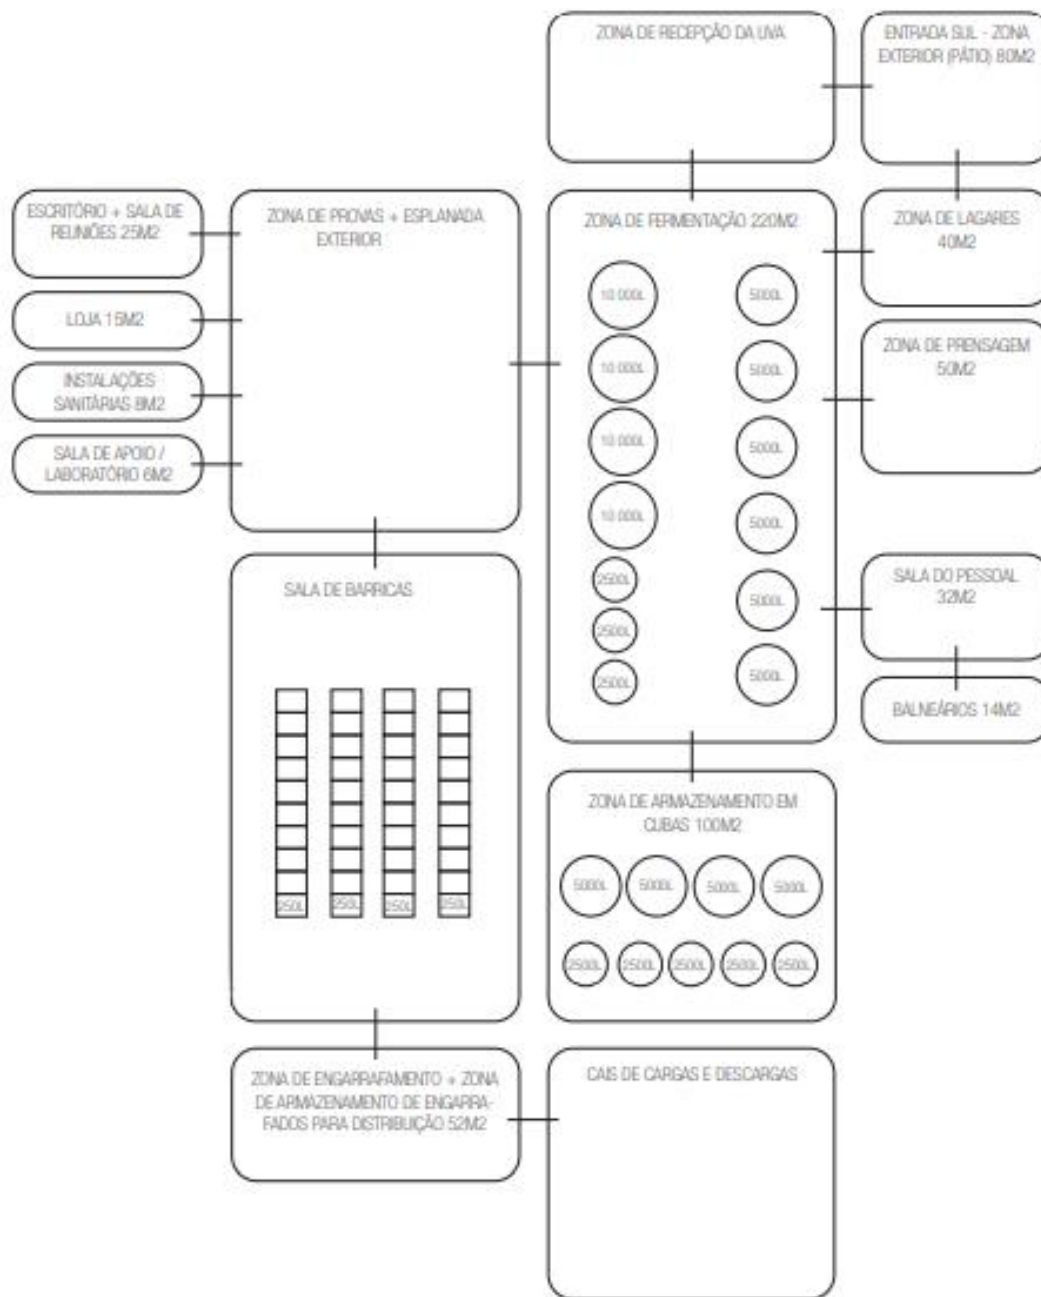 ZONA DE RECEPÇÃO DA UVA
ENTRADA SUL - ZONA
EXTERIOR (PÁTIO) 80M2
ESCRITÓRIO + SALA DE
REUNIÕES 25M2
LOJA 15M2
INSTALAÇÕES
SANITÁRIAS 8M2
SALA DE APOIO /
LABORATÓRIO 6M2
ZONA DE PROVAS + ESPLANADA
EXTERIOR
ZONA DE FERMENTAÇÃO 220M2
10 000L
10 000L
10 000L
10 000L
2500L
2500L
2500L
5000L
5000L
5000L
5000L
5000L
5000L
ZONA DE LAGARES
40M2
ZONA DE PRENSAGEM
50M2
SALA DO PESSOAL
32M2
BALNEÁRIOS 14M2
SALA DE BARRICAS
250L
250L
250L
250L
ZONA DE ARMAZENAMENTO EM
CUBAS 100M2
5000L
5000L
5000L
5000L
2500L
2500L
2500L
2500L
2500L
ZONA DE ENGARRAFAMENTO + ZONA
DE ARMAZENAMENTO DE ENGARRA-
FADOS PARA DISTRIBUIÇÃO 52M2
CAIS DE CARGAS E DESCARGAS